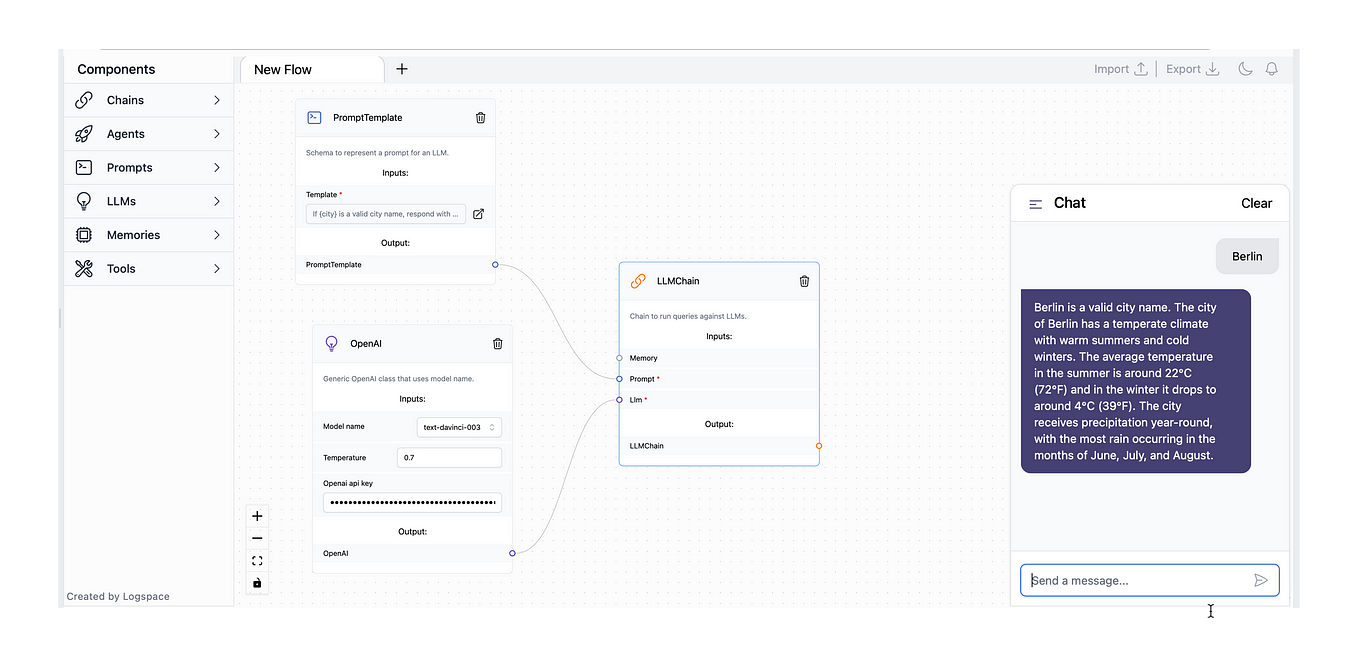 Components
Chains
Agents
Prompts
LLMs
Memories
Tools
Created by Logspace
New Flow
Import
Export
PromptTemplate
Schema to represent a prompt for an LLM.
Inputs:
Template *
If {city} is a valid city name, respond with ...
Output:
PromptTemplate
OpenAI
Generic OpenAI class that uses model name.
Inputs:
Model name
text-davinci-003
Temperature
0.7
Openai api key
••••••••••••••••••••••••••••••••••••••
Output:
OpenAI
LLMChain
Chain to run queries against LLMs.
Inputs:
Memory
Prompt *
Llm *
Output:
LLMChain
Chat
Clear
Berlin
Berlin is a valid city name. The city
of Berlin has a temperate climate
with warm summers and cold
winters. The average temperature
in the summer is around 22°C
(72°F) and in the winter it drops to
around 4°C (39°F). The city
receives precipitation year-round,
with the most rain occurring in the
months of June, July, and August.
Send a message...